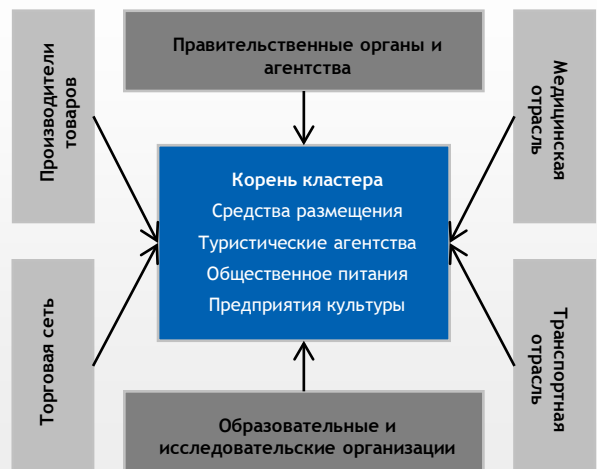 Правительственные органы и
агентства
Производители
товаров
Медицинская
отрасль
Корень кластера
Средства размещения
Туристические агентства
Общественное питания
Предприятия культуры
Торговая сеть
Транспортная
отрасль
Образовательные и
исследовательские организации